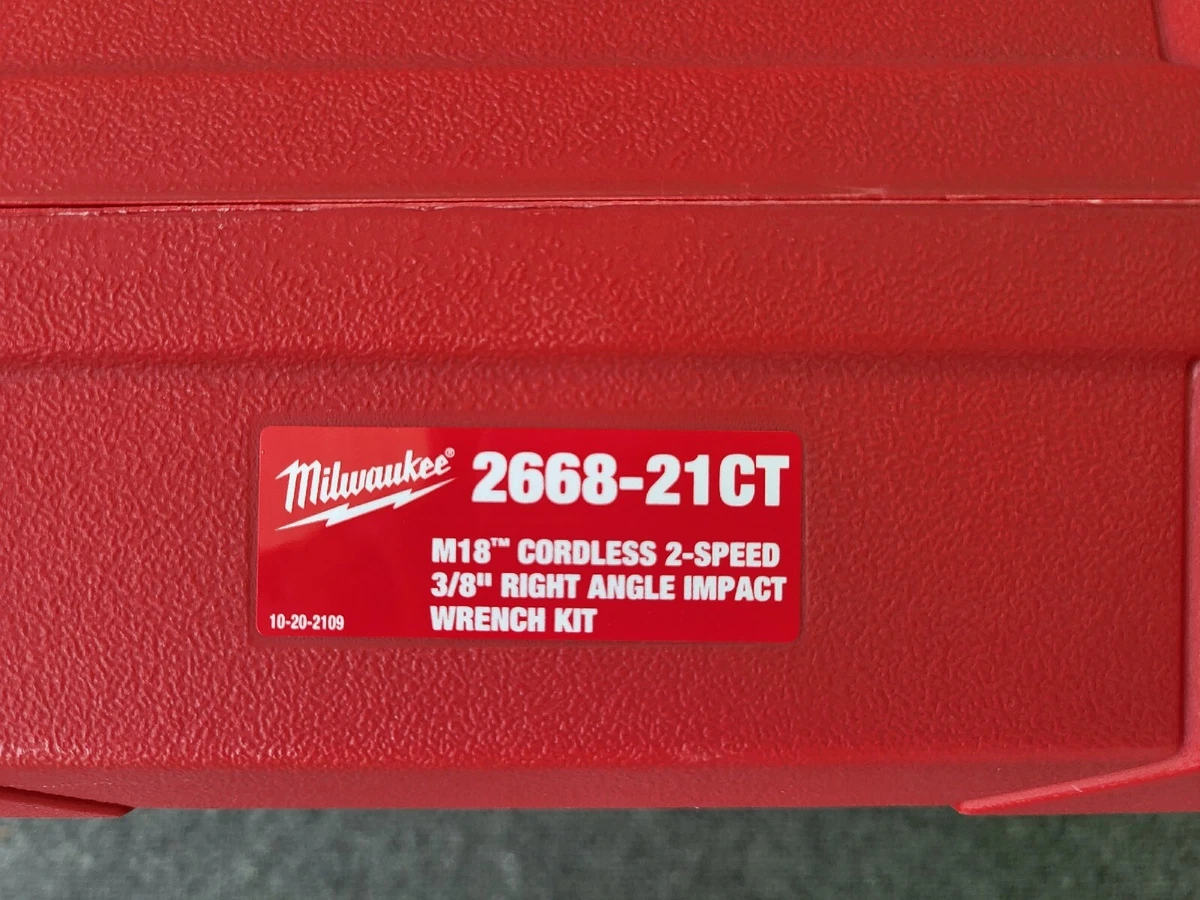 Milwaukee® 2668-21CT
M18™ CORDLESS 2-SPEED
3/8" RIGHT ANGLE IMPACT
WRENCH KIT
10-20-2109